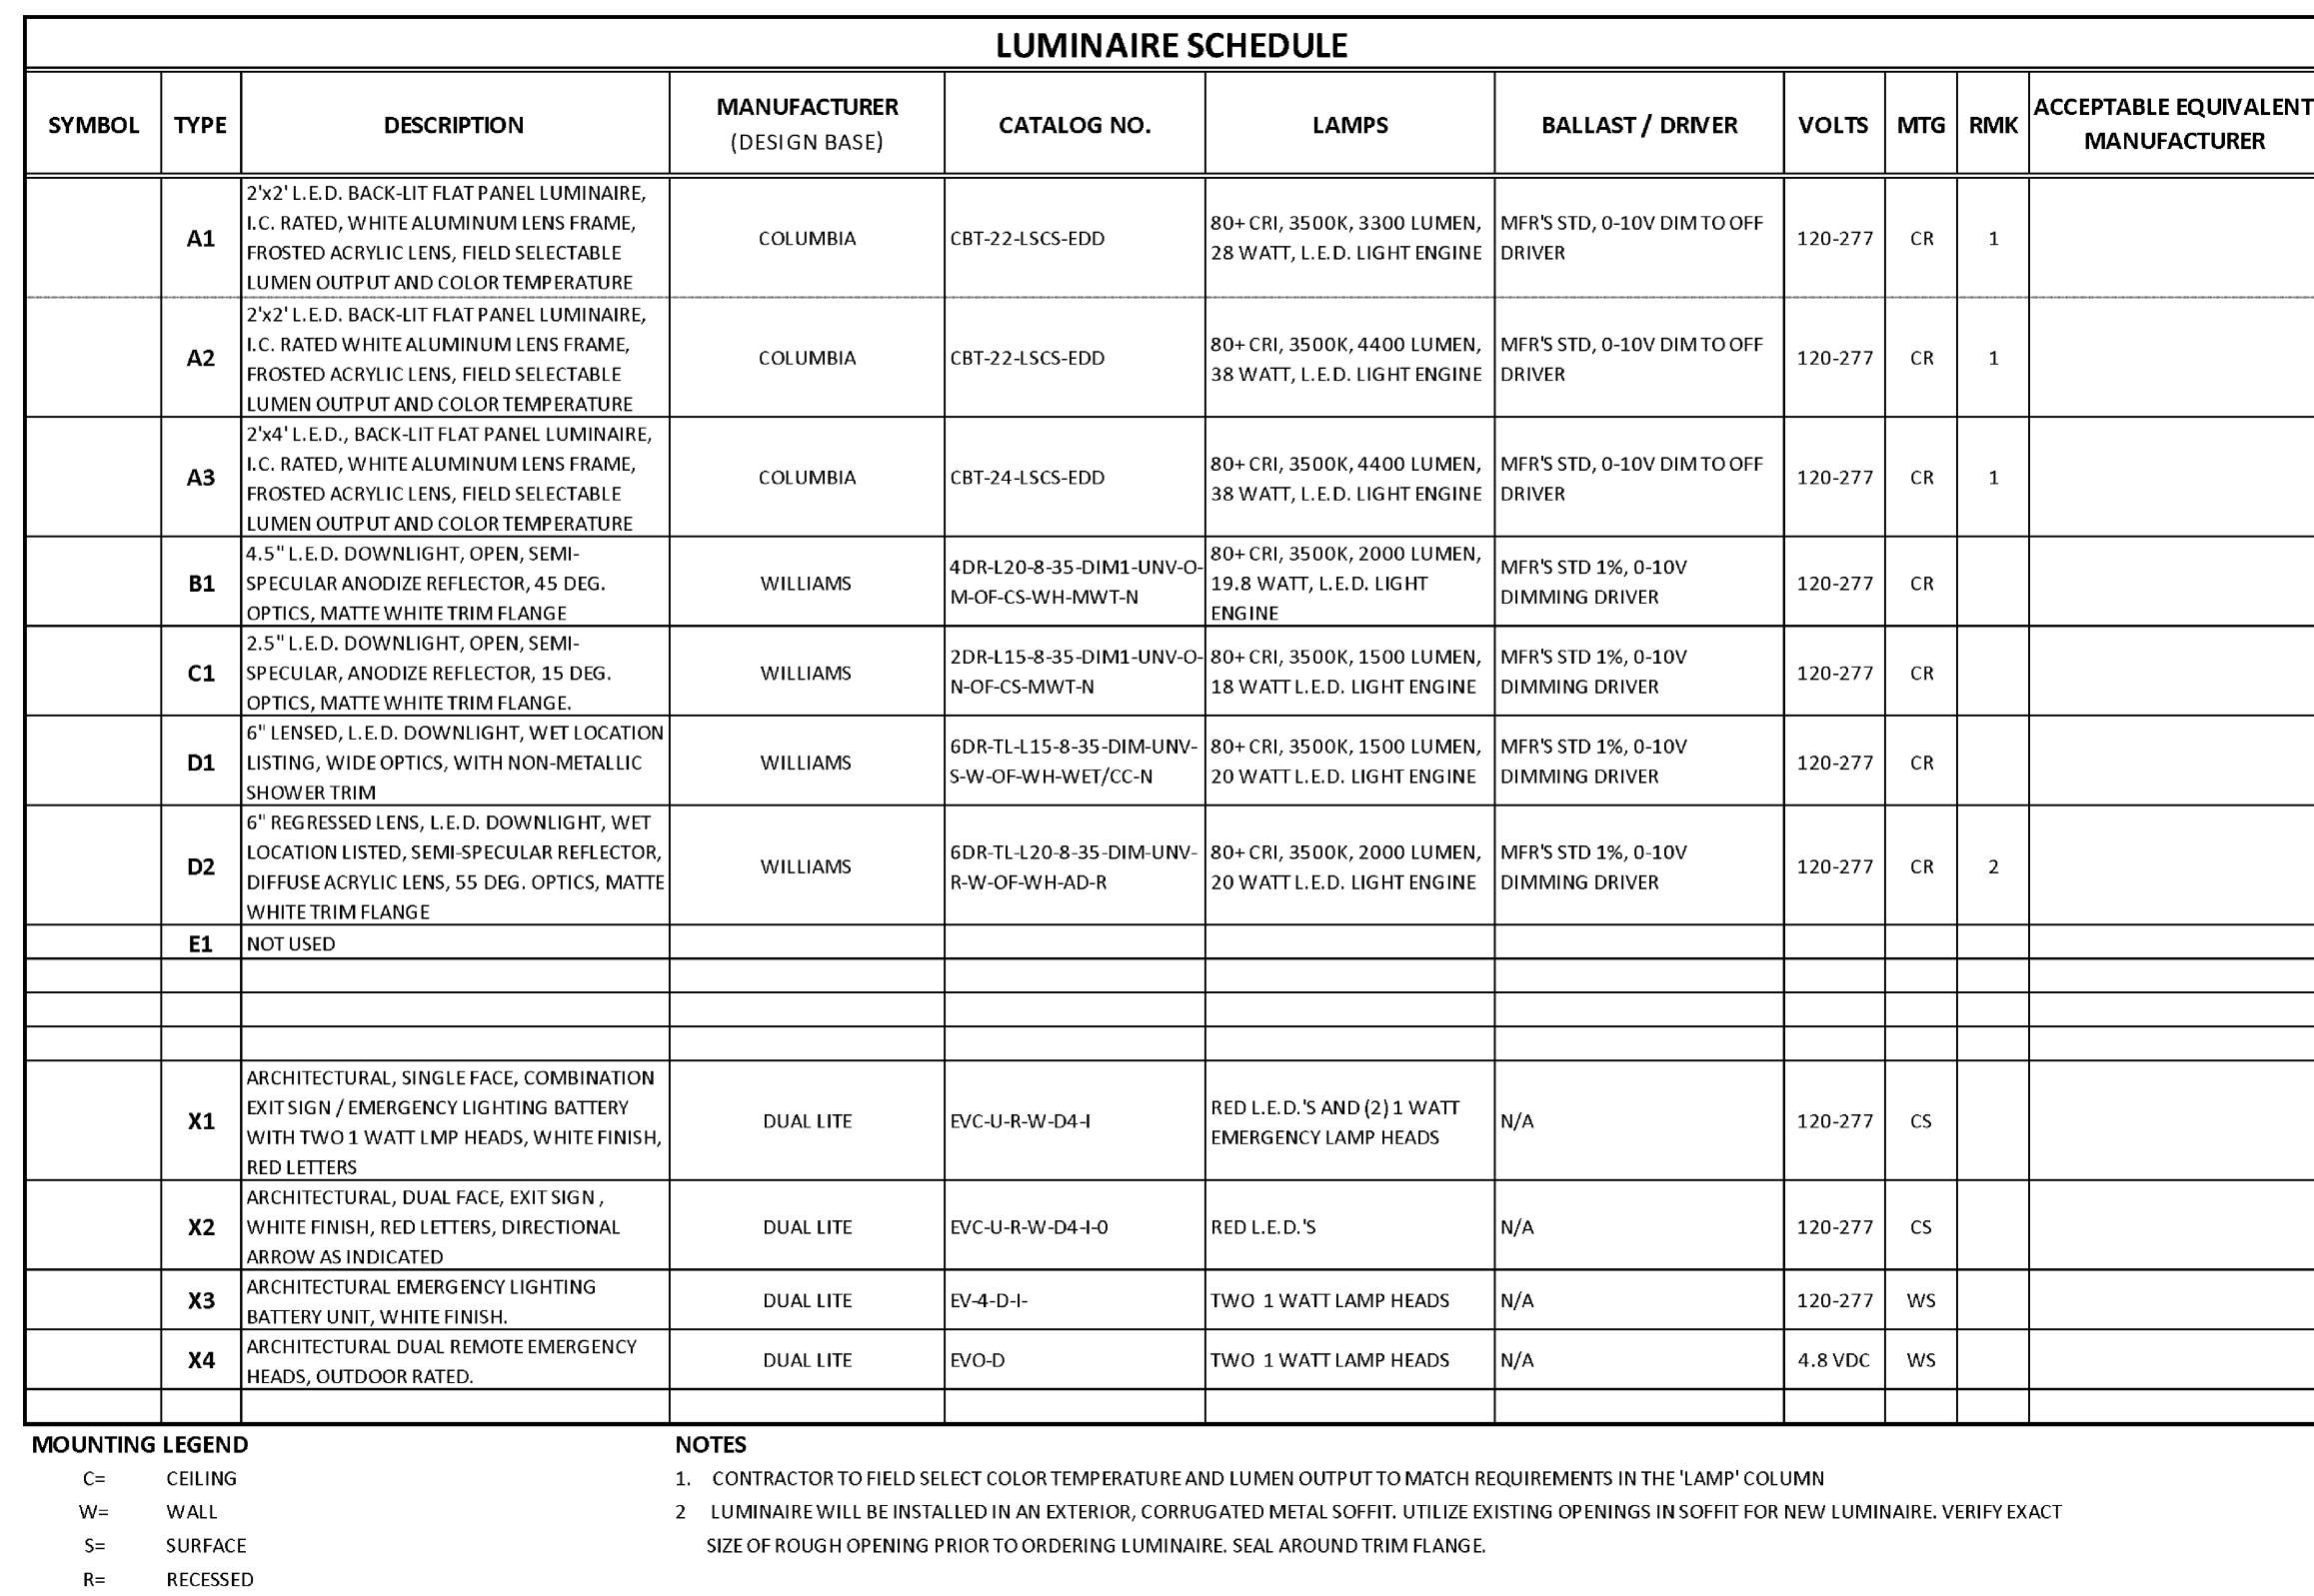 LUMINAIRE SCHEDULE
SYMBOL TYPE DESCRIPTION MANUFACTURER (DESIGN BASE) CATALOG NO. LAMPS BALLAST / DRIVER VOLTS MTG RMK ACCEPTABLE EQUIVALENT MANUFACTURER
A1
2'x2' L.E.D. BACK-LIT FLAT PANEL LUMINAIRE,
I.C. RATED, WHITE ALUMINUM LENS FRAME,
FROSTED ACRYLIC LENS, FIELD SELECTABLE
LUMEN OUTPUT AND COLOR TEMPERATURE
COLUMBIA
CBT-22-LSCS-EDD
80+ CRI, 3500K, 3300 LUMEN,
28 WATT, L.E.D. LIGHT ENGINE
MFR'S STD, 0-10V DIM TO OFF
DRIVER
120-277 CR 1
A2
2'x2' L.E.D. BACK-LIT FLAT PANEL LUMINAIRE,
I.C. RATED WHITE ALUMINUM LENS FRAME,
FROSTED ACRYLIC LENS, FIELD SELECTABLE
LUMEN OUTPUT AND COLOR TEMPERATURE
COLUMBIA
CBT-22-LSCS-EDD
80+ CRI, 3500K, 4400 LUMEN,
38 WATT, L.E.D. LIGHT ENGINE
MFR'S STD, 0-10V DIM TO OFF
DRIVER
120-277 CR 1
A3
2'x4' L.E.D., BACK-LIT FLAT PANEL LUMINAIRE,
I.C. RATED, WHITE ALUMINUM LENS FRAME,
FROSTED ACRYLIC LENS, FIELD SELECTABLE
LUMEN OUTPUT AND COLOR TEMPERATURE
COLUMBIA
CBT-24-LSCS-EDD
80+ CRI, 3500K, 4400 LUMEN,
38 WATT, L.E.D. LIGHT ENGINE
MFR'S STD, 0-10V DIM TO OFF
DRIVER
120-277 CR 1
B1
4.5" L.E.D. DOWNLIGHT, OPEN, SEMI-
SPECULAR ANODIZE REFLECTOR, 45 DEG.
OPTICS, MATTE WHITE TRIM FLANGE
WILLIAMS
4DR-L20-8-35-DIM1-UNV-O-
M-OF-CS-WH-MWT-N
80+ CRI, 3500K, 2000 LUMEN,
19.8 WATT, L.E.D. LIGHT
ENGINE
MFR'S STD 1%, 0-10V
DIMMING DRIVER
120-277 CR
C1
2.5" L.E.D. DOWNLIGHT, OPEN, SEMI-
SPECULAR, ANODIZE REFLECTOR, 15 DEG.
OPTICS, MATTE WHITE TRIM FLANGE.
WILLIAMS
2DR-L15-8-35-DIM1-UNV-O-
N-OF-CS-MWT-N
80+ CRI, 3500K, 1500 LUMEN,
18 WATT L.E.D. LIGHT ENGINE
MFR'S STD 1%, 0-10V
DIMMING DRIVER
120-277 CR
D1
6" LENSED, L.E.D. DOWNLIGHT, WET LOCATION
LISTING, WIDE OPTICS, WITH NON-METALLIC
SHOWER TRIM
WILLIAMS
6DR-TL-L15-8-35-DIM-UNV-
S-W-OF-WH-WET/CC-N
80+ CRI, 3500K, 1500 LUMEN,
20 WATT L.E.D. LIGHT ENGINE
MFR'S STD 1%, 0-10V
DIMMING DRIVER
120-277 CR
D2
6" REGRESSED LENS, L.E.D. DOWNLIGHT, WET
LOCATION LISTED, SEMI-SPECULAR REFLECTOR,
DIFFUSE ACRYLIC LENS, 55 DEG. OPTICS, MATTE
WHITE TRIM FLANGE
WILLIAMS
6DR-TL-L20-8-35-DIM-UNV-
R-W-OF-WH-AD-R
80+ CRI, 3500K, 2000 LUMEN,
20 WATT L.E.D. LIGHT ENGINE
MFR'S STD 1%, 0-10V
DIMMING DRIVER
120-277 CR 2
E1 NOT USED
X1
ARCHITECTURAL, SINGLE FACE, COMBINATION
EXIT SIGN / EMERGENCY LIGHTING BATTERY
WITH TWO 1 WATT LMP HEADS, WHITE FINISH,
RED LETTERS
DUAL LITE
EVC-U-R-W-D4-I
RED L.E.D.'S AND (2) 1 WATT
EMERGENCY LAMP HEADS
N/A
120-277 CS
X2
ARCHITECTURAL, DUAL FACE, EXIT SIGN ,
WHITE FINISH, RED LETTERS, DIRECTIONAL
ARROW AS INDICATED
DUAL LITE
EVC-U-R-W-D4-I-0
RED L.E.D.'S
N/A
120-277 CS
X3
ARCHITECTURAL EMERGENCY LIGHTING
BATTERY UNIT, WHITE FINISH.
DUAL LITE
EV-4-D-I-
TWO 1 WATT LAMP HEADS
N/A
120-277 WS
X4
ARCHITECTURAL DUAL REMOTE EMERGENCY
HEADS, OUTDOOR RATED.
DUAL LITE
EVO-D
TWO 1 WATT LAMP HEADS
N/A
4.8 VDC WS
MOUNTING LEGEND
C= CEILING
W= WALL
S= SURFACE
R= RECESSED
NOTES
1. CONTRACTOR TO FIELD SELECT COLOR TEMPERATURE AND LUMEN OUTPUT TO MATCH REQUIREMENTS IN THE 'LAMP' COLUMN
2 LUMINAIRE WILL BE INSTALLED IN AN EXTERIOR, CORRUGATED METAL SOFFIT. UTILIZE EXISTING OPENINGS IN SOFFIT FOR NEW LUMINAIRE. VERIFY EXACT
SIZE OF ROUGH OPENING PRIOR TO ORDERING LUMINAIRE. SEAL AROUND TRIM FLANGE.